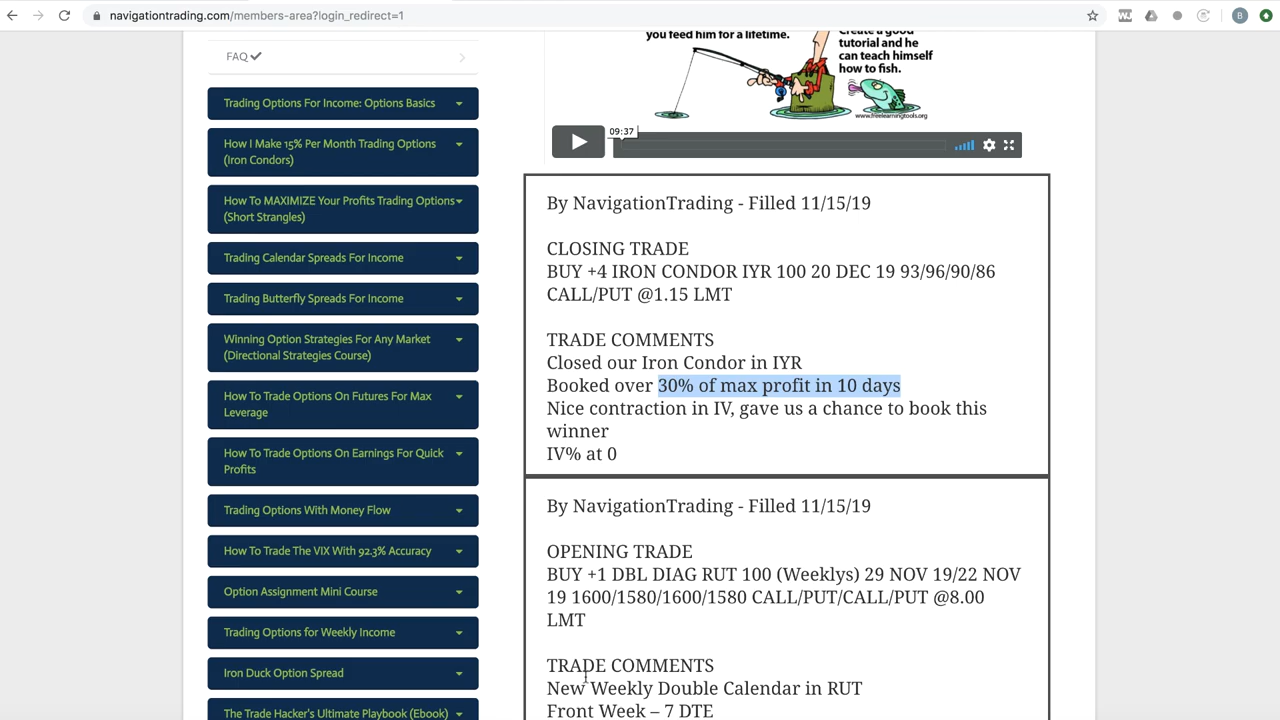 navigationtrading.com/members-area?login_redirect=1
WJ
B
you feed him for a lifetime.
Create a good
tutorial and he
can teach himself
how to fish.
www.freelearningtools.org
09:37
FAQ
Trading Options For Income: Options Basics
How I Make 15% Per Month Trading Options
(Iron Condors)
How To MAXIMIZE Your Profits Trading Options
(Short Strangles)
Trading Calendar Spreads For Income
Trading Butterfly Spreads For Income
Winning Option Strategies For Any Market
(Directional Strategies Course)
How To Trade Options On Futures For Max
Leverage
How To Trade Options On Earnings For Quick
Profits
Trading Options With Money Flow
How To Trade The VIX With 92.3% Accuracy
Option Assignment Mini Course
Trading Options for Weekly Income
Iron Duck Option Spread
The Trade Hacker's Ultimate Playbook (Ebook)
By NavigationTrading - Filled 11/15/19
CLOSING TRADE
BUY +4 IRON CONDOR IYR 100 20 DEC 19 93/96/90/86
CALL/PUT @1.15 LMT
TRADE COMMENTS
Closed our Iron Condor in IYR
Booked over 30% of max profit in 10 days
Nice contraction in IV, gave us a chance to book this
winner
IV% at 0
By NavigationTrading - Filled 11/15/19
OPENING TRADE
BUY +1 DBL DIAG RUT 100 (Weeklys) 29 NOV 19/22 NOV
19 1600/1580/1600/1580 CALL/PUT/CALL/PUT @8.00
LMT
TRADE COMMENTS
New Weekly Double Calendar in RUT
Front Week – 7 DTE